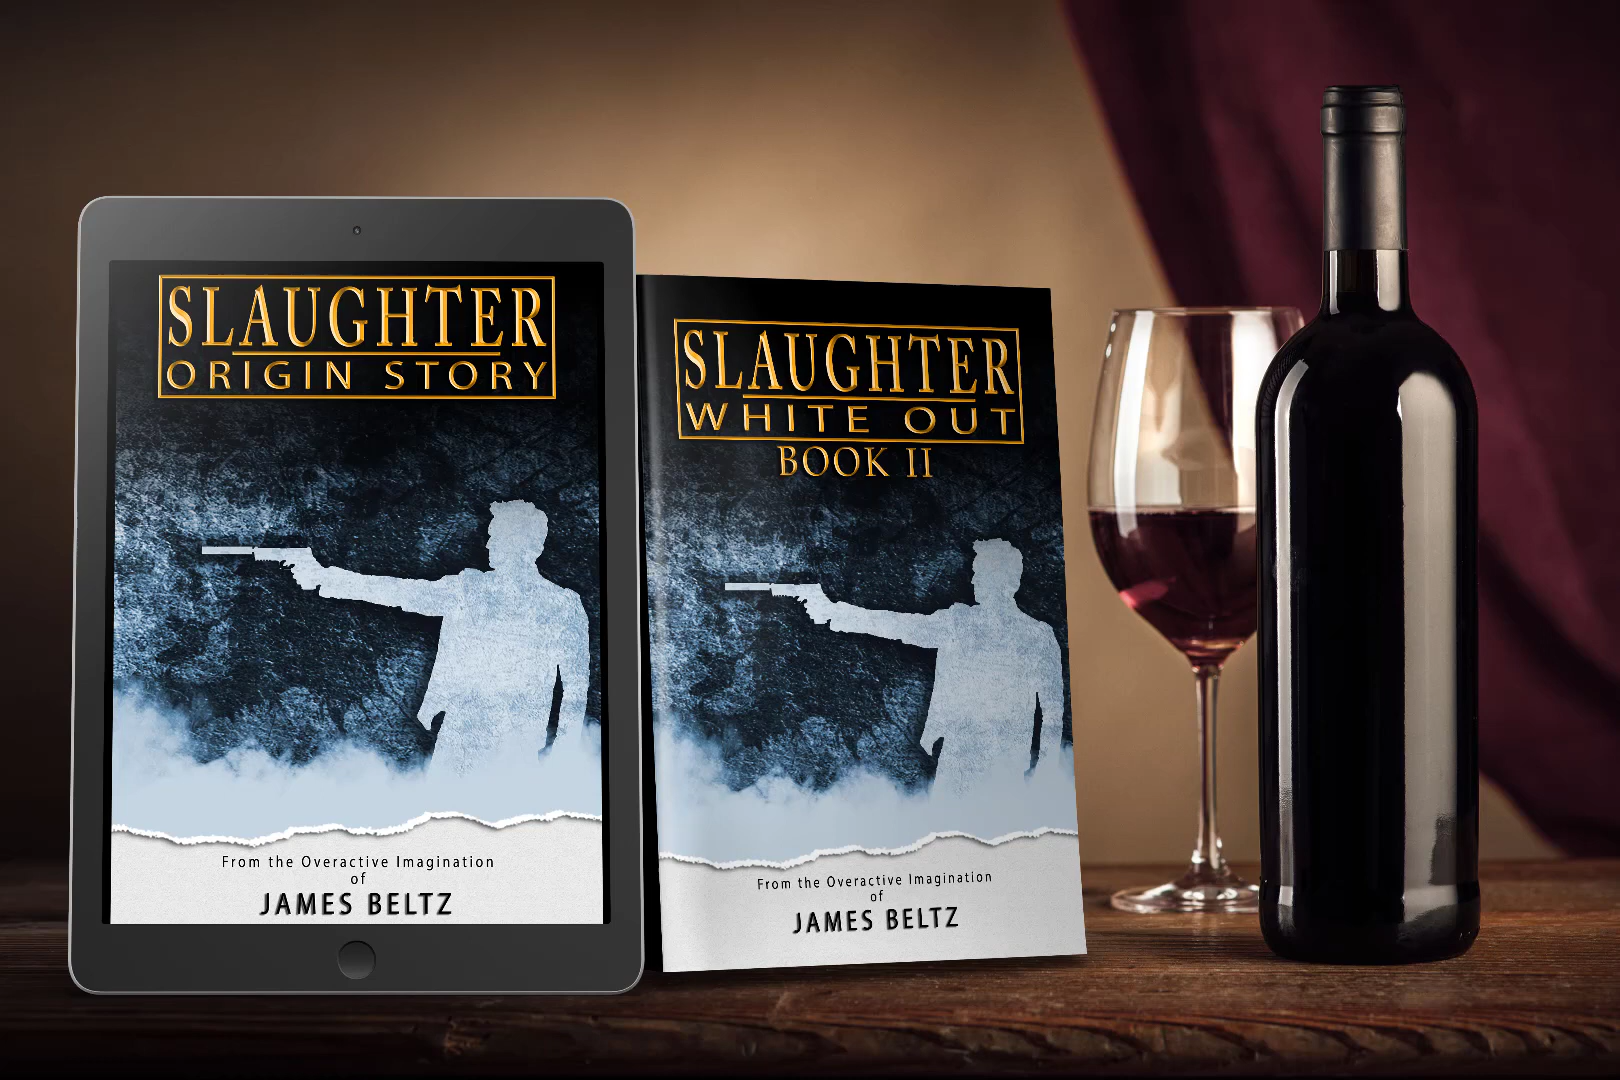 SLAUGHTER
ORIGIN STORY
From the Overactive Imagination
of
JAMES BELTZ
SLAUGHTER
WHITE OUT
BOOK II
From the Overactive Imagination
of
JAMES BELTZ